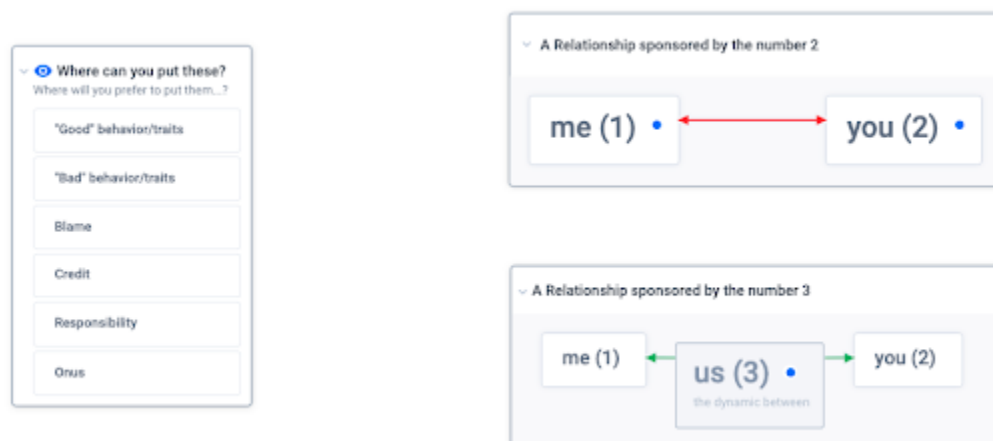 Where can you put these?
Where will you prefer to put them...?
"Good" behavior/traits
"Bad" behavior/traits
Blame
Credit
Responsibility
Onus
A Relationship sponsored by the number 2
me (1)
you (2)
A Relationship sponsored by the number 3
me (1)
us (3)
the dynamic between
you (2)